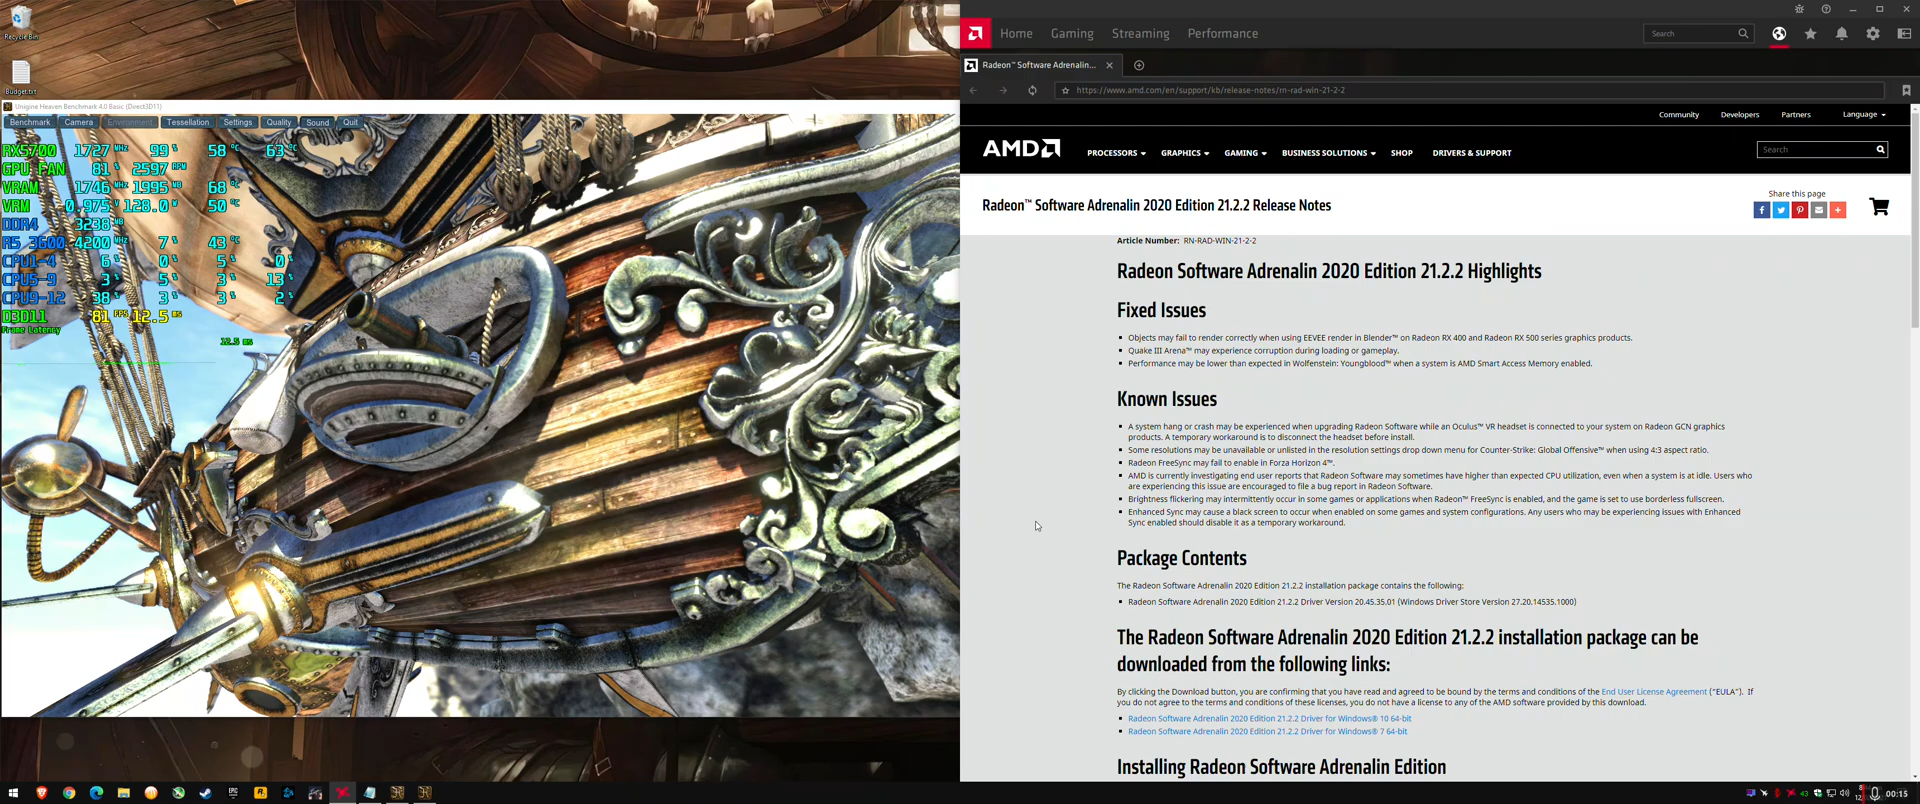 Recycle Bin
Budget.txt
Unigine Heaven Benchmark 4.0 Basic (Direct3D11)
Benchmark Camera Environment Tessellation Settings Quality Sound Quit
RX5700 1727 MHz 99 % 58 °C 63 °C
GPU FAN 81 % 2597 RPM
VRAM 1746 MHz 1995 MB 68 °C
VRM 0.975 V 128.0 W 50 °C
DDR4 3238 MB
R5 3600 4200 MHz 7 % 43 °C
CPU1-4 6 % 0 % 5 % 0 %
CPU5-9 3 % 5 % 3 % 13 %
CPU9-12 38 % 3 % 3 % 2 %
D3D11 81 FPS 12.5 ms
Frame Latency
12.5 ms
Home Gaming Streaming Performance
Search
Radeon™ Software Adrenalin...
https://www.amd.com/en/support/kb/release-notes/rn-rad-win-21-2-2
Community Developers Partners Language
AMD
PROCESSORS GRAPHICS GAMING BUSINESS SOLUTIONS SHOP DRIVERS & SUPPORT
Search
Radeon™ Software Adrenalin 2020 Edition 21.2.2 Release Notes
Share this page
Article Number: RN-RAD-WIN-21-2-2
Radeon Software Adrenalin 2020 Edition 21.2.2 Highlights
Fixed Issues
Objects may fail to render correctly when using EEVEE render in Blender™ on Radeon RX 400 and Radeon RX 500 series graphics products.
Quake III Arena™ may experience corruption during loading or gameplay.
Performance may be lower than expected in Wolfenstein: Youngblood™ when a system is AMD Smart Access Memory enabled.
Known Issues
A system hang or crash may be experienced when upgrading Radeon Software while an Oculus™ VR headset is connected to your system on Radeon GCN graphics
products. A temporary workaround is to disconnect the headset before install.
Some resolutions may be unavailable or unlisted in the resolution settings drop down menu for Counter-Strike: Global Offensive™ when using 4:3 aspect ratio.
Radeon FreeSync may fail to enable in Forza Horizon 4™.
AMD is currently investigating end user reports that Radeon Software may sometimes have higher than expected CPU utilization, even when a system is at idle. Users who
are experiencing this issue are encouraged to file a bug report in Radeon Software.
Brightness flickering may intermittently occur in some games or applications when Radeon™ FreeSync is enabled, and the game is set to use borderless fullscreen.
Enhanced Sync may cause a black screen to occur when enabled on some games and system configurations. Any users who may be experiencing issues with Enhanced
Sync enabled should disable it as a temporary workaround.
Package Contents
The Radeon Software Adrenalin 2020 Edition 21.2.2 installation package contains the following:
Radeon Software Adrenalin 2020 Edition 21.2.2 Driver Version 20.45.35.01 (Windows Driver Store Version 27.20.14535.1000)
The Radeon Software Adrenalin 2020 Edition 21.2.2 installation package can be
downloaded from the following links:
By clicking the Download button, you are confirming that you have read and agreed to be bound by the terms and conditions of the End User License Agreement ("EULA"). If
you do not agree to the terms and conditions of these licenses, you do not have a license to any of the AMD software provided by this download.
Radeon Software Adrenalin 2020 Edition 21.2.2 Driver for Windows® 10 64-bit
Radeon Software Adrenalin 2020 Edition 21.2.2 Driver for Windows® 7 64-bit
Installing Radeon Software Adrenalin Edition
EPIC
43
00:15